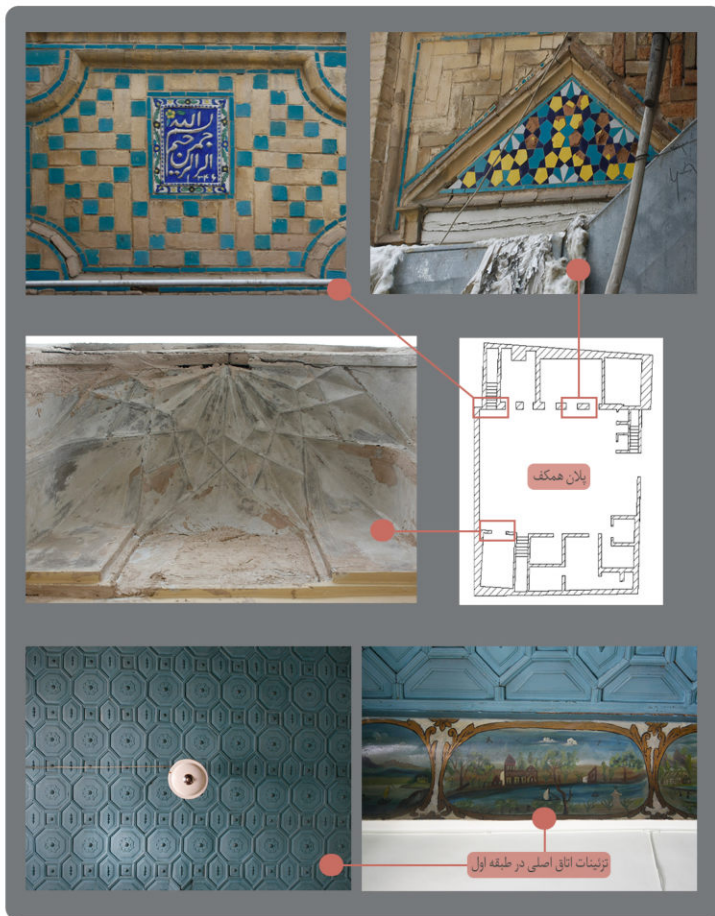 بسم الله
الرحمن الرحیم
پلان همکف
تزئینات اتاق اصلی در طبقه اول